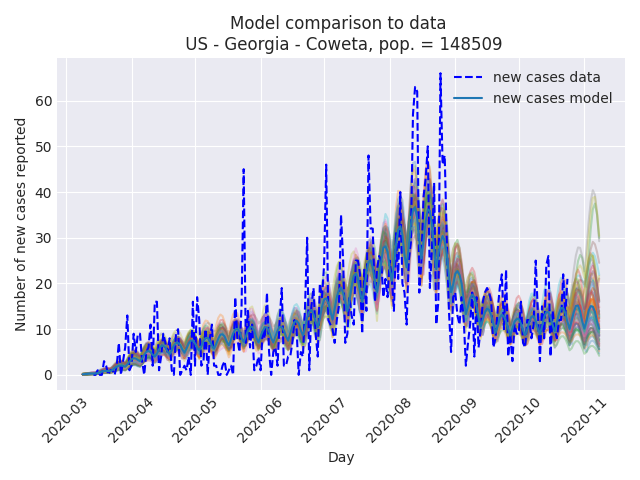 Model comparison to data
US - Georgia - Coweta, pop. = 148509
new cases data
new cases model
Number of new cases reported
60
50
40
30
20
10
0
2020-03
2020-04
2020-05
2020-06
2020-07
2020-08
2020-09
2020-10
2020-11
Day